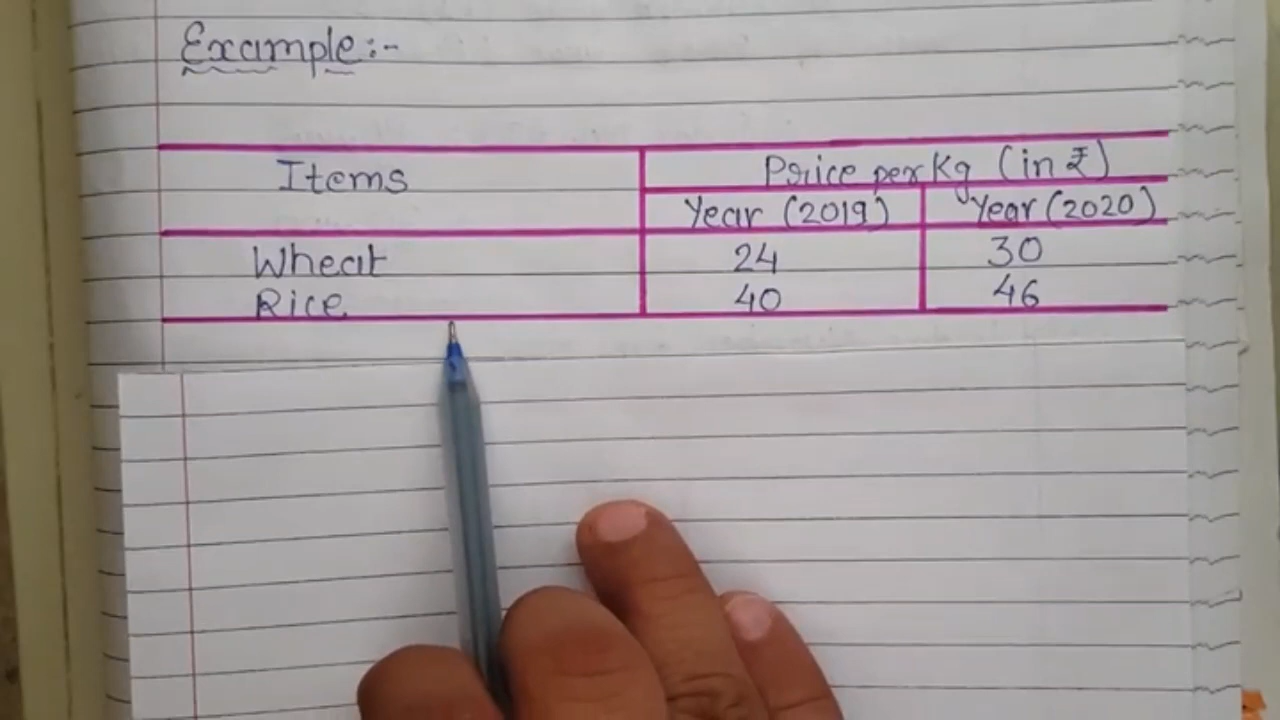 Example:-
Items Price per Kg (in ₹)
Year (2019) Year (2020)
Wheat 24 30
Rice 40 46